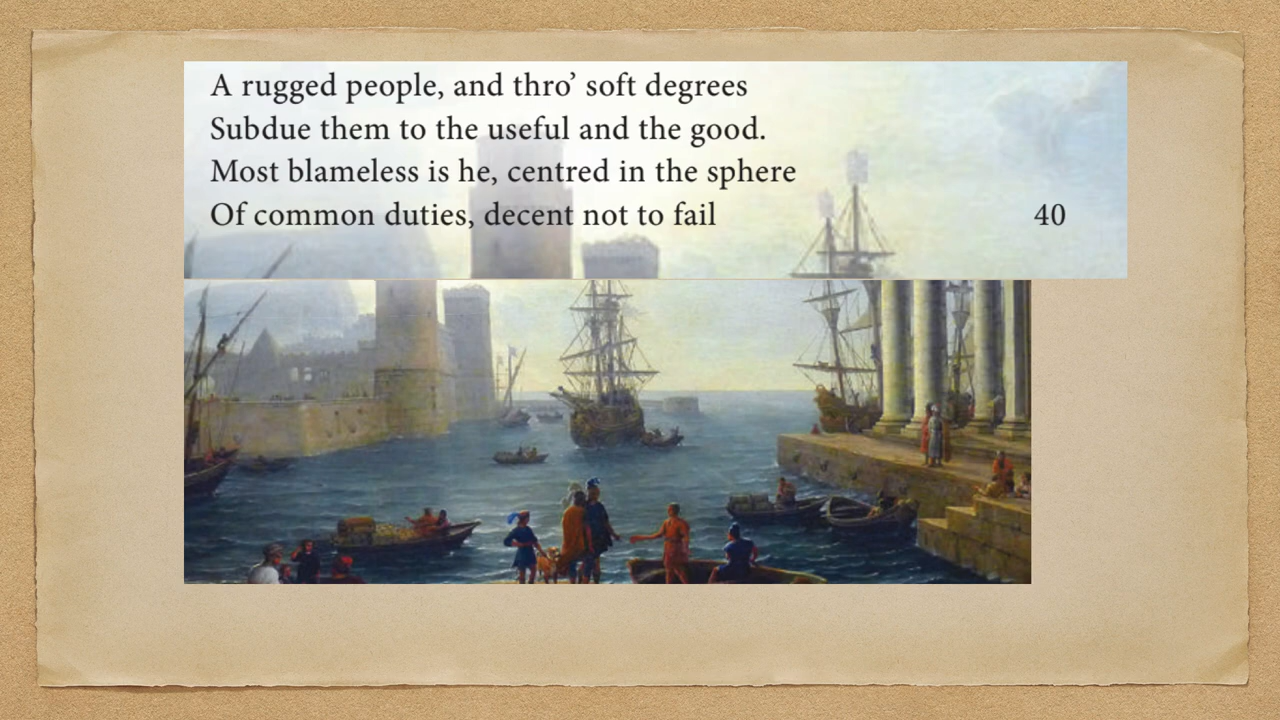 A rugged people, and thro’ soft degrees
Subdue them to the useful and the good.
Most blameless is he, centred in the sphere
Of common duties, decent not to fail 40